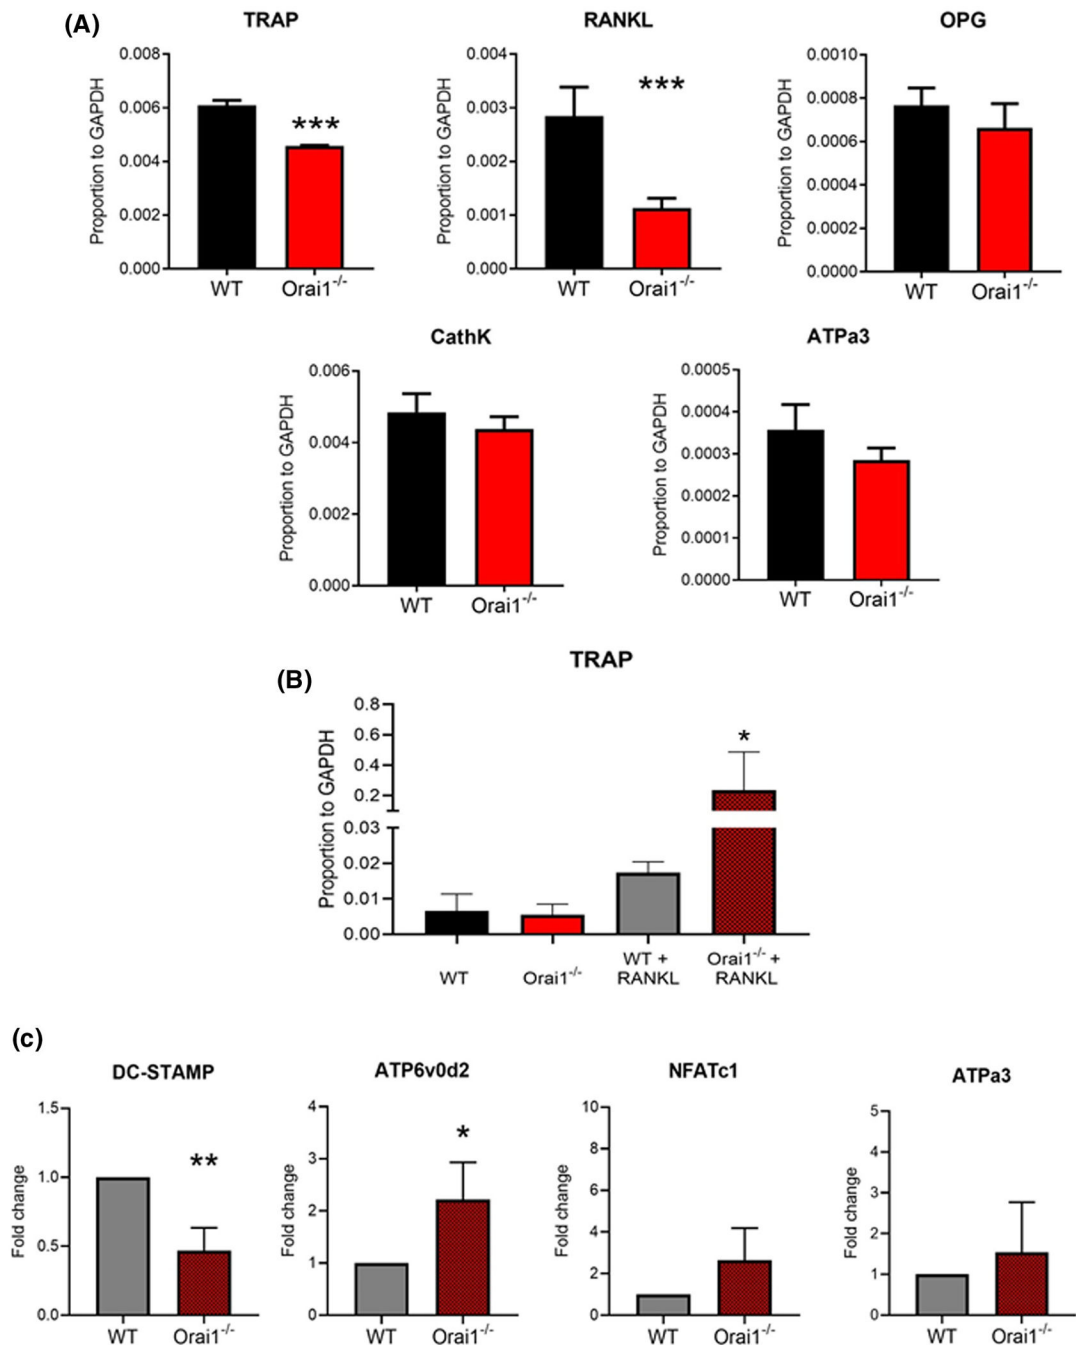 (A)
TRAP
Proportion to GAPDH
0.008
0.006
0.004
0.002
0.000
***
WT
Orai1-/-
RANKL
Proportion to GAPDH
0.004
0.003
0.002
0.001
0.000
***
WT
Orai1-/-
OPG
Proportion to GAPDH
0.0010
0.0008
0.0006
0.0004
0.0002
0.0000
WT
Orai1-/-
CathK
Proportion to GAPDH
0.006
0.004
0.002
0.000
WT
Orai1-/-
ATPa3
Proportion to GAPDH
0.0005
0.0004
0.0003
0.0002
0.0001
0.0000
WT
Orai1-/-
(B)
TRAP
Proportion to GAPDH
0.8
0.6
0.4
0.2
0.03
0.02
0.01
0.00
*
WT
Orai1-/-
WT +
RANKL
Orai1-/- +
RANKL
(c)
DC-STAMP
Fold change
1.5
1.0
0.5
0.0
**
WT
Orai1-/-
ATP6v0d2
Fold change
4
3
2
1
0
*
WT
Orai1-/-
NFATc1
Fold change
10
8
6
4
2
0
WT
Orai1-/-
ATPa3
Fold change
5
4
3
2
1
0
WT
Orai1-/-